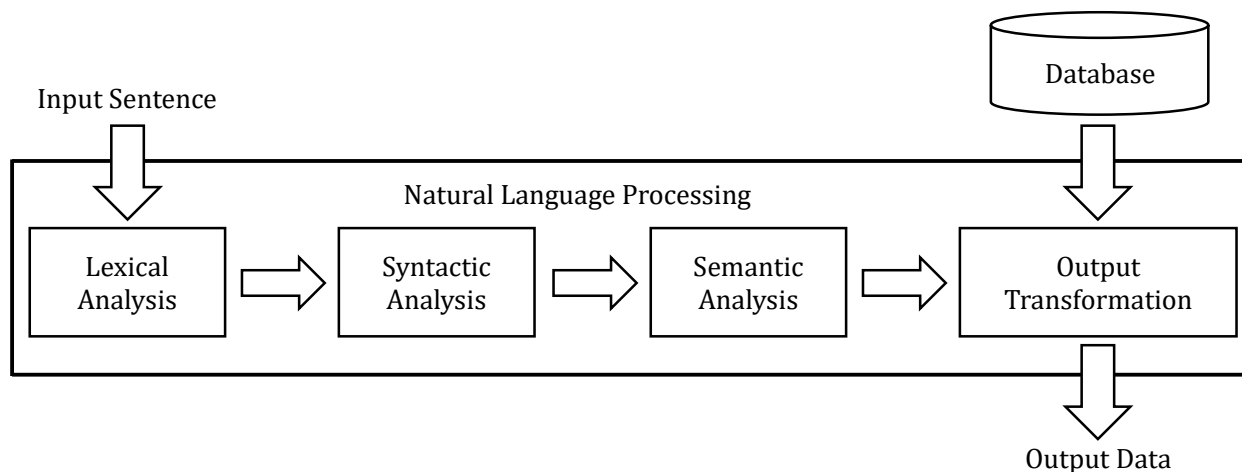 Database
Input Sentence
Natural Language Processing
Lexical
Analysis
Syntactic
Analysis
Semantic
Analysis
Output
Transformation
Output Data